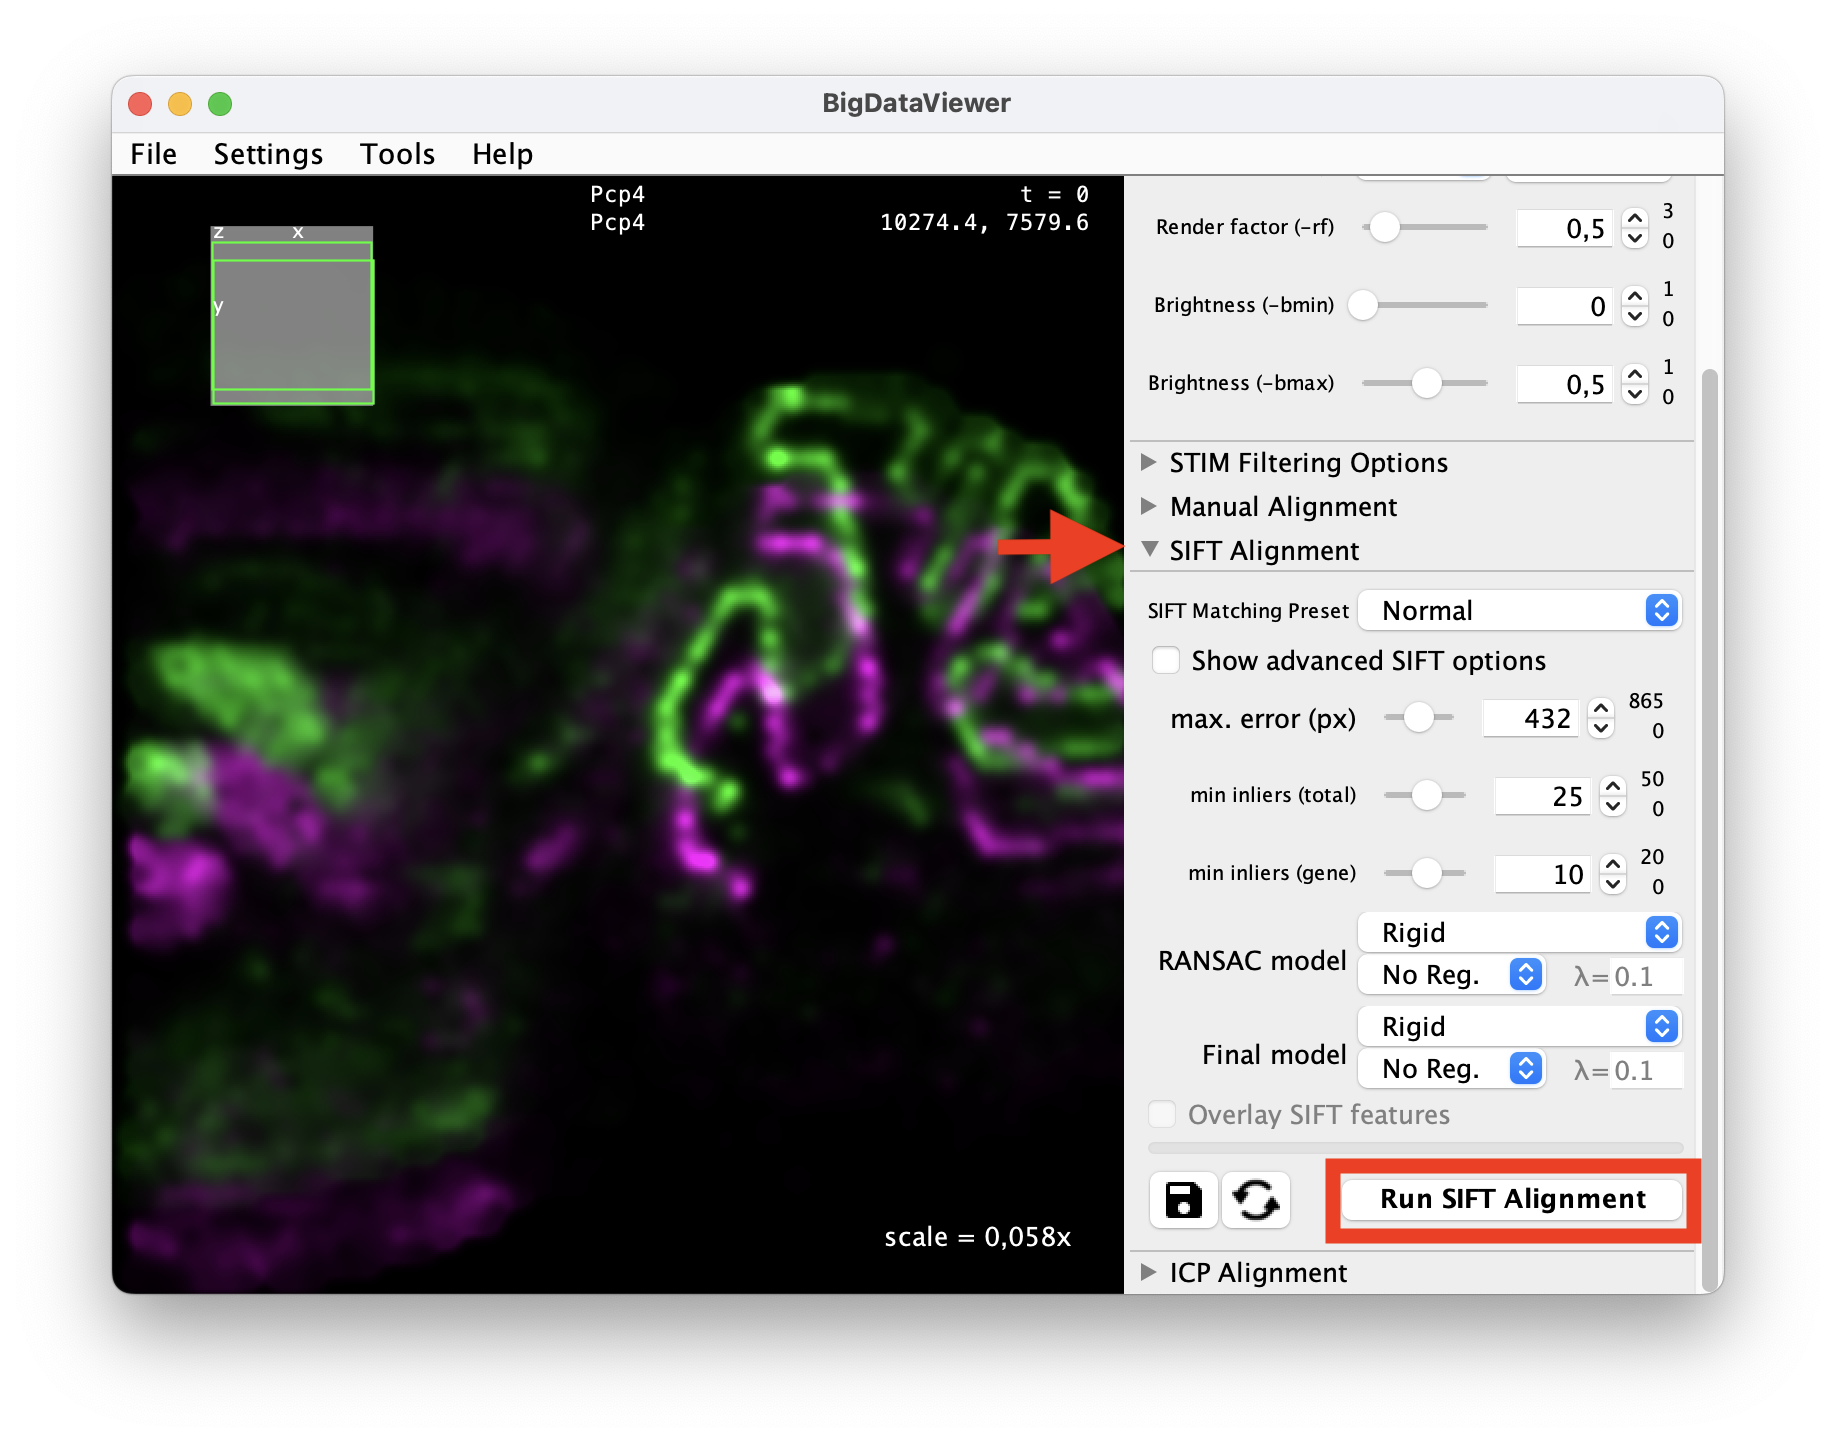 BigDataViewer
File Settings Tools Help
Pcp4 t = 0
Pcp4 10274.4, 7579.6
z x
y
scale = 0,058x
Render factor (-rf) 0,5 3 0
Brightness (-bmin) 0 1 0
Brightness (-bmax) 0,5 1 0
STIM Filtering Options
Manual Alignment
SIFT Alignment
SIFT Matching Preset Normal
Show advanced SIFT options
max. error (px) 432 865 0
min inliers (total) 25 50 0
min inliers (gene) 10 20 0
RANSAC model Rigid
No Reg. λ= 0.1
Final model Rigid
No Reg. λ= 0.1
Overlay SIFT features
Run SIFT Alignment
ICP Alignment